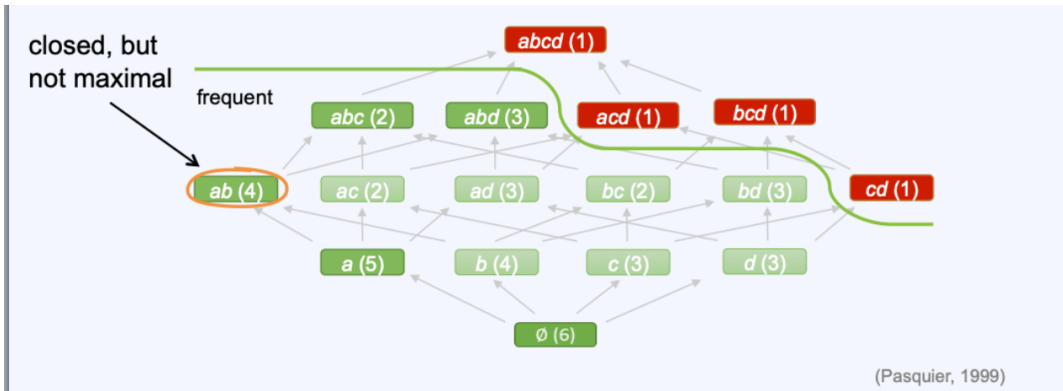 closed, but
not maximal
frequent
abcd (1)
abc (2) abd (3) acd (1) bcd (1)
ab (4) ac (2) ad (3) bc (2) bd (3) cd (1)
a (5) b (4) c (3) d (3)
∅ (6)
(Pasquier, 1999)